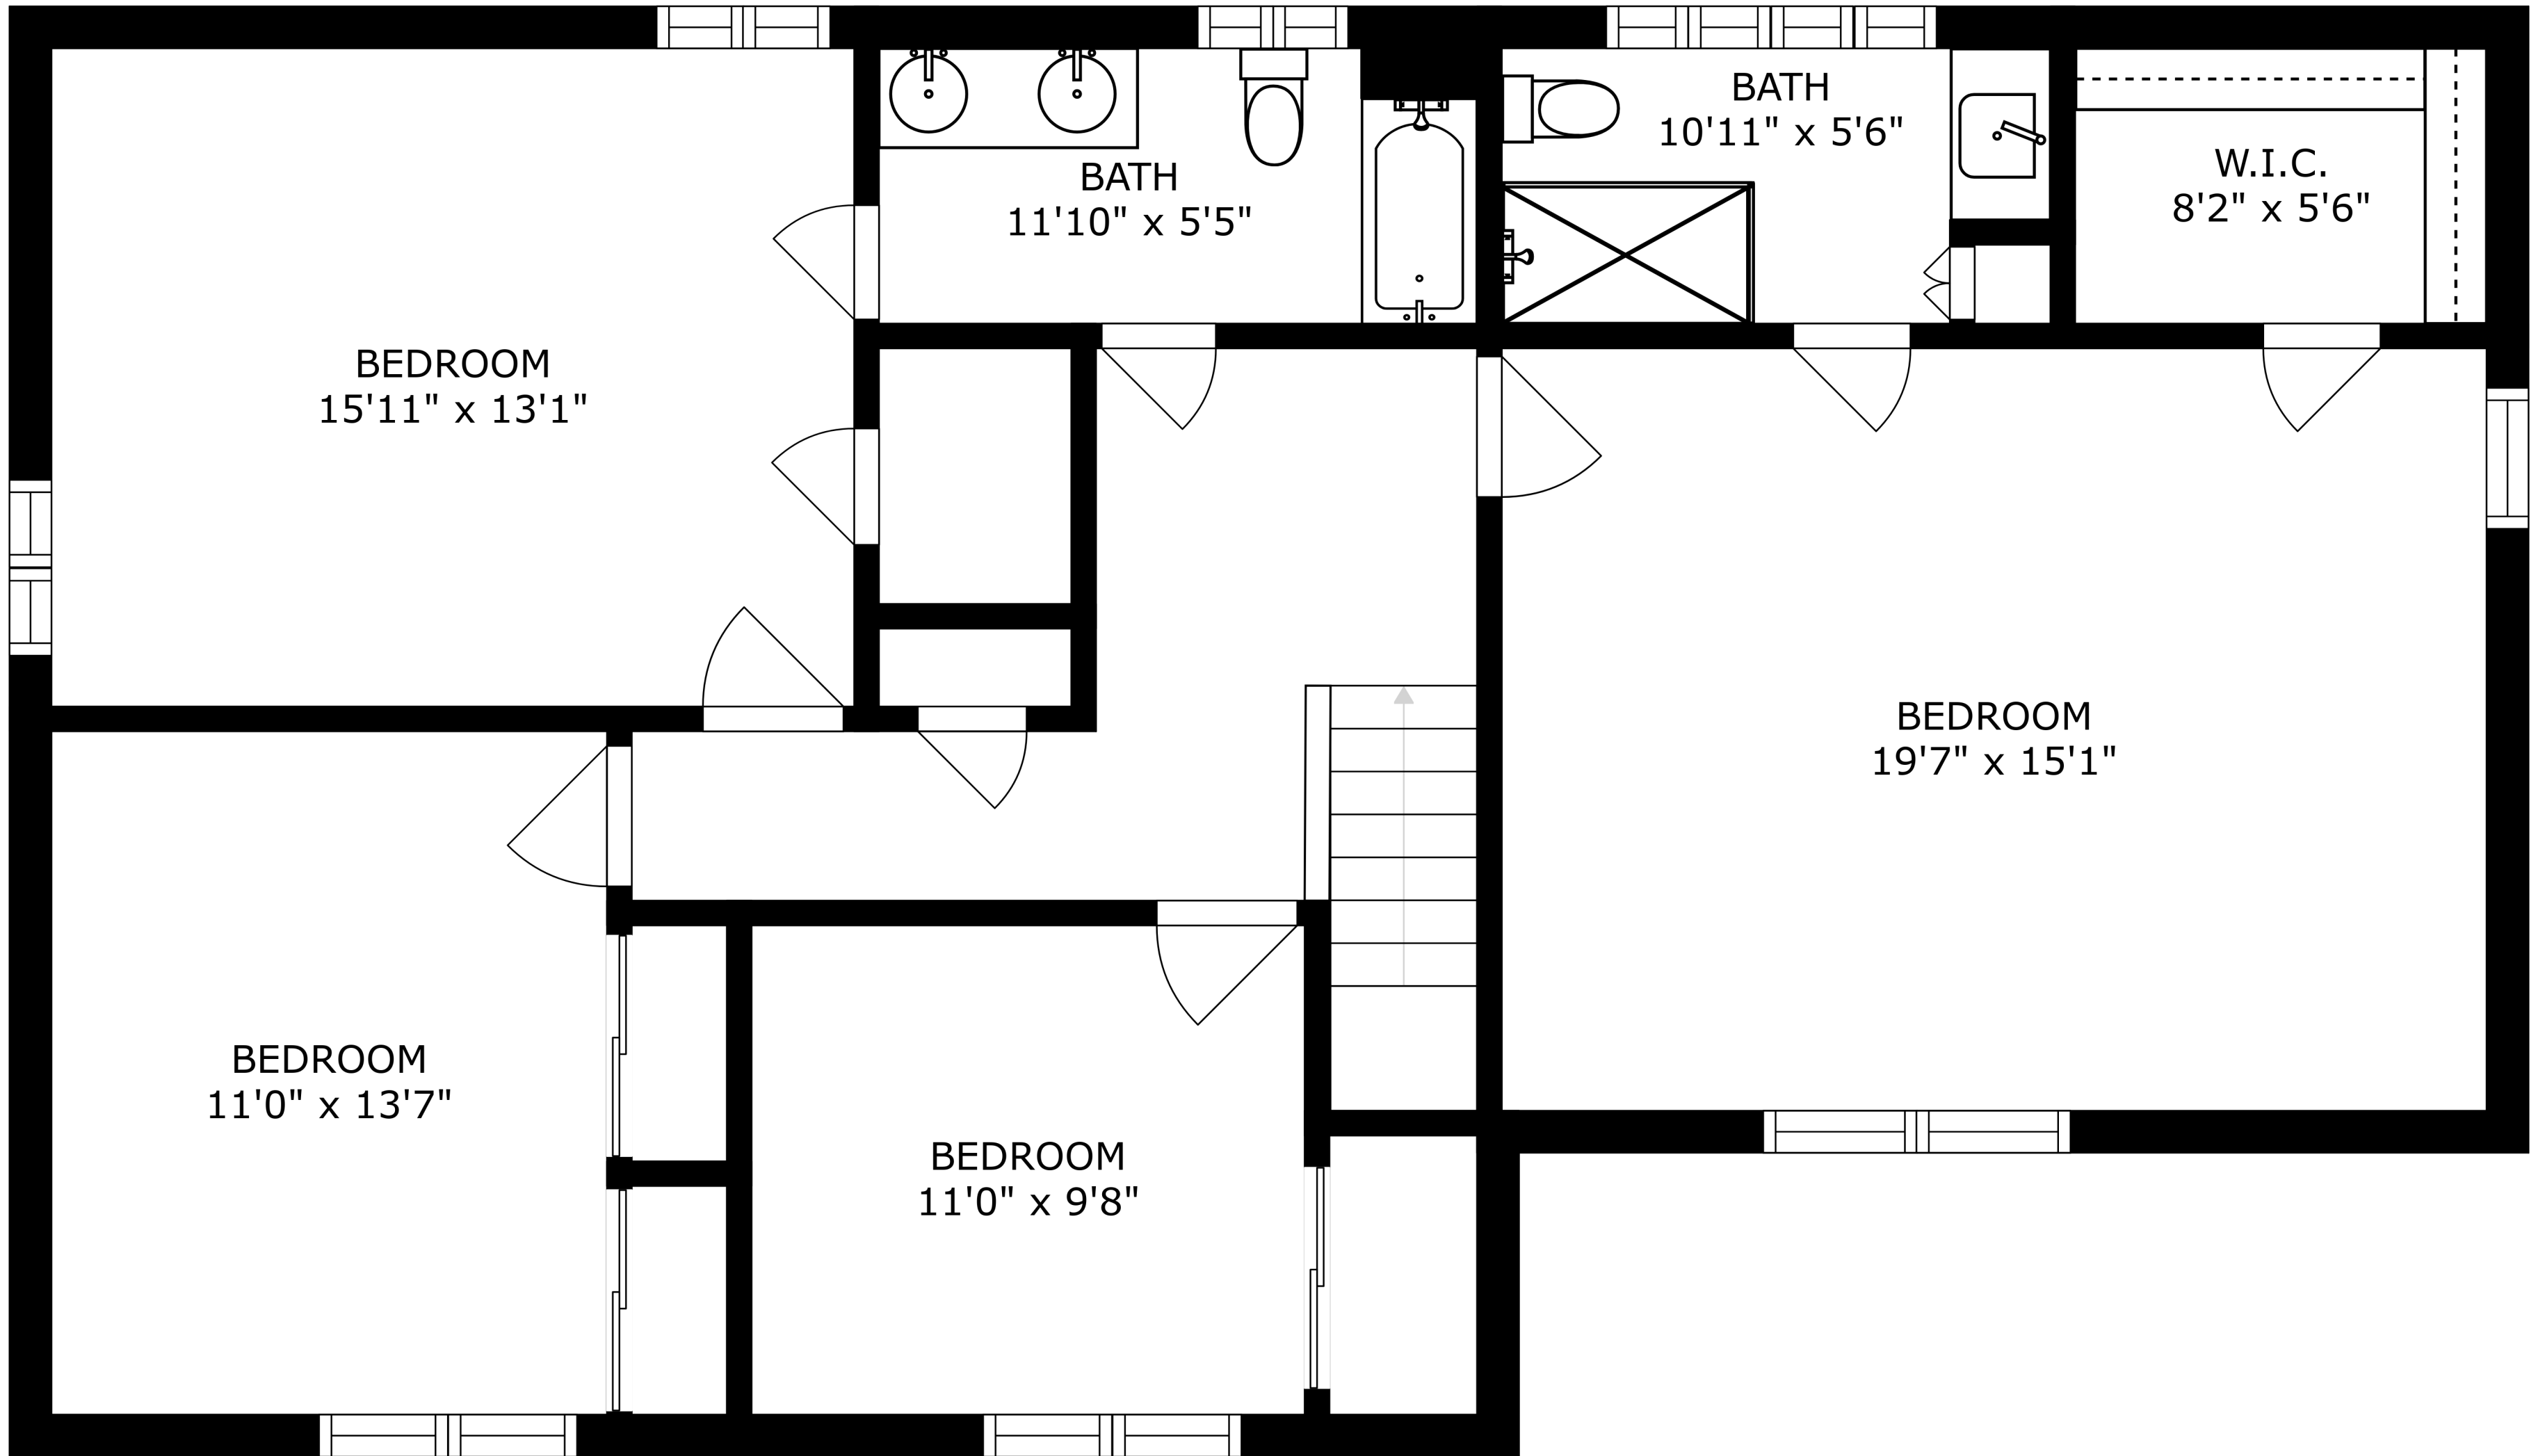 BATH
10'11" x 5'6"
W.I.C.
8'2" x 5'6"
BATH
11'10" x 5'5"
BEDROOM
15'11" x 13'1"
BEDROOM
19'7" x 15'1"
BEDROOM
11'0" x 13'7"
BEDROOM
11'0" x 9'8"